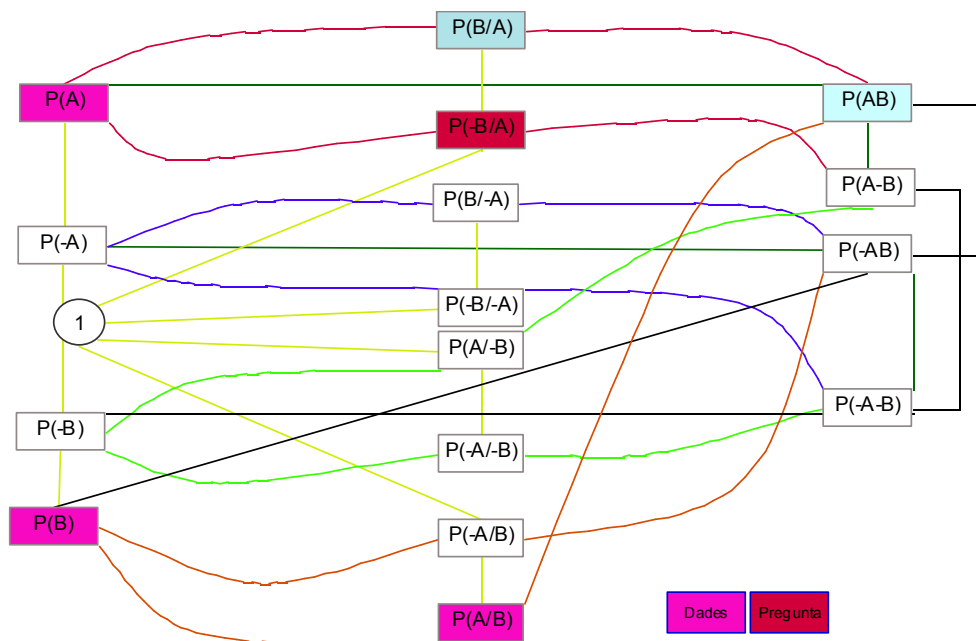 P(B/A)
P(A)
P(AB)
P(-B/A)
P(A-B)
P(B/-A)
P(-A)
P(-AB)
P(-B/-A)
1
P(A/-B)
P(-A-B)
P(-B)
P(-A/-B)
P(B)
P(-A/B)
P(A/B)
Dades
Pregunta